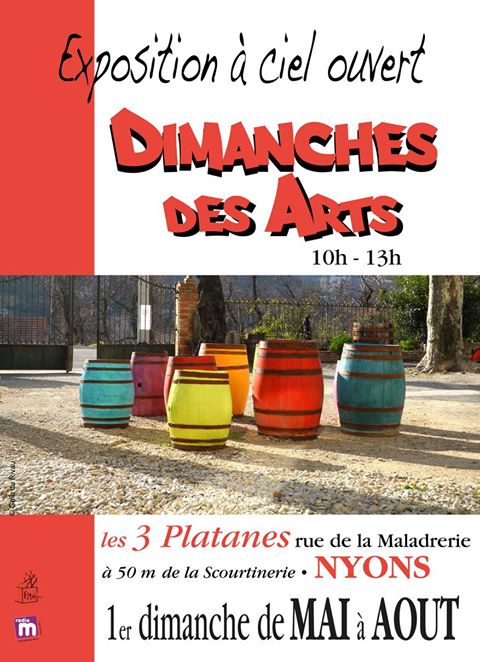 Exposition à ciel ouvert
DIMANCHES
DES ARTS
10h - 13h
les 3 Platanes rue de la Maladrerie
à 50 m de la Scourtinerie • NYONS
radio
m
1er dimanche de MAI à AOUT